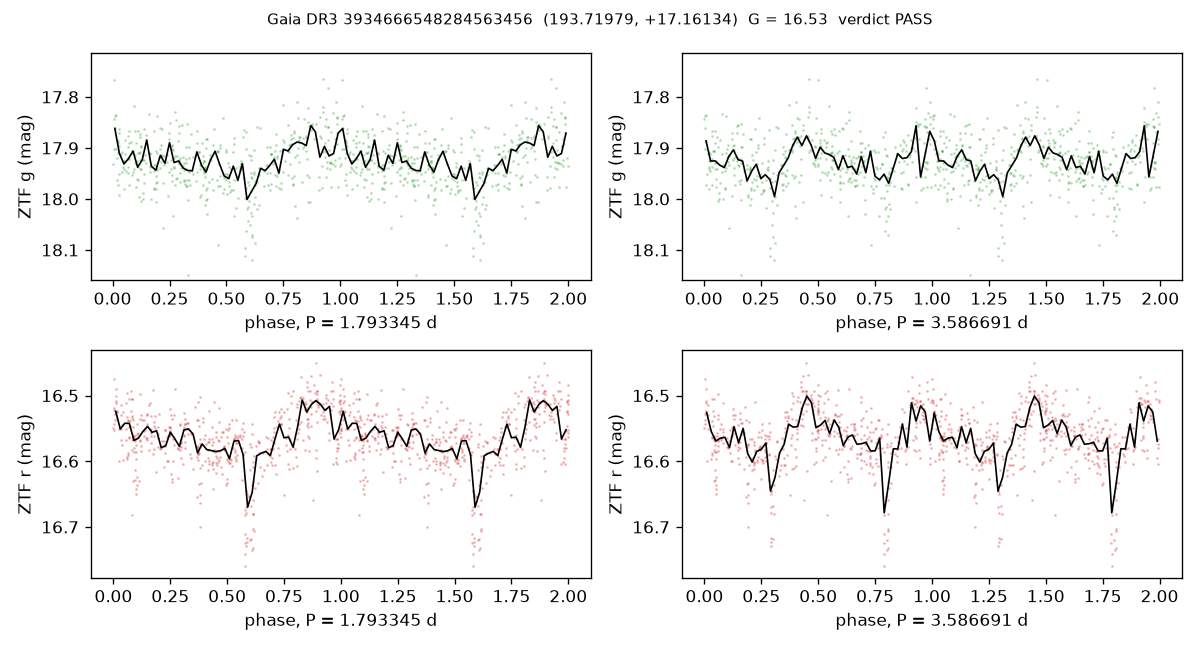 Gaia DR3 3934666548284563456 (193.71979, +17.16134) G = 16.53 verdict PASS
ZTF g (mag)
17.8
17.9
18.0
18.1
0.00 0.25 0.50 0.75 1.00 1.25 1.50 1.75 2.00
phase, P = 1.793345 d
ZTF g (mag)
17.8
17.9
18.0
18.1
0.00 0.25 0.50 0.75 1.00 1.25 1.50 1.75 2.00
phase, P = 3.586691 d
ZTF r (mag)
16.5
16.6
16.7
0.00 0.25 0.50 0.75 1.00 1.25 1.50 1.75 2.00
phase, P = 1.793345 d
ZTF r (mag)
16.5
16.6
16.7
0.00 0.25 0.50 0.75 1.00 1.25 1.50 1.75 2.00
phase, P = 3.586691 d